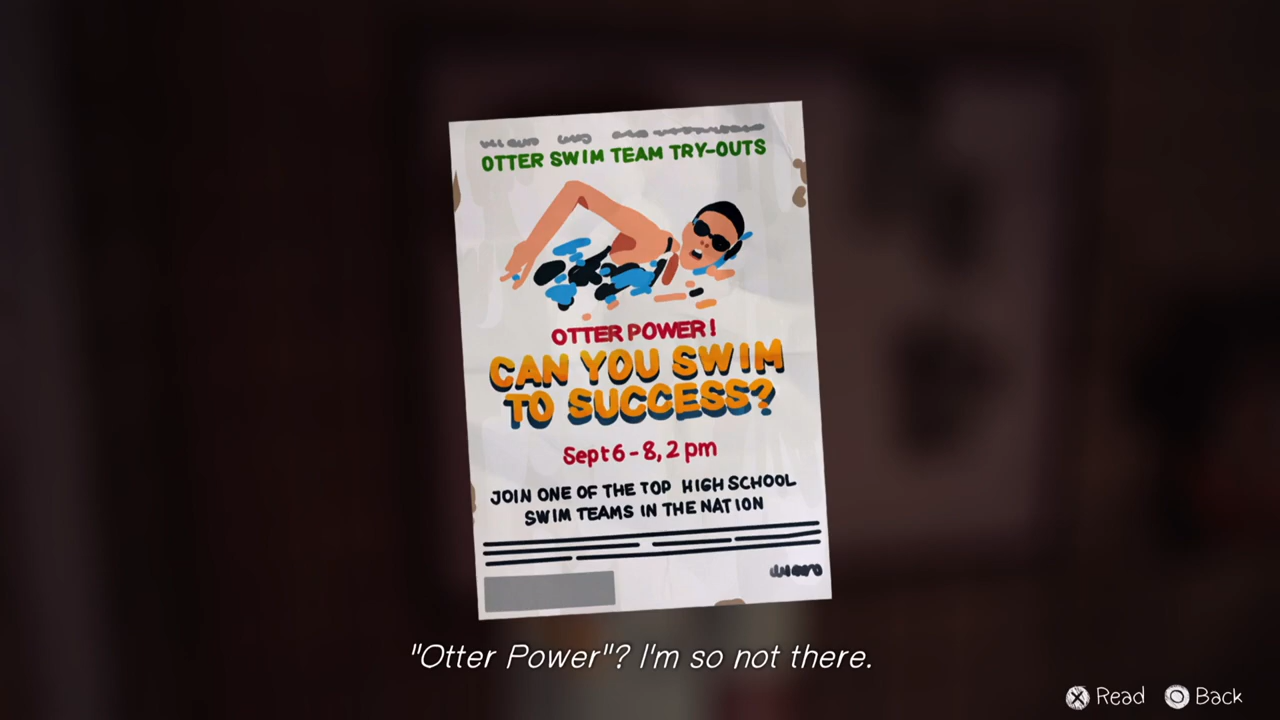 OTTER SWIM TEAM TRY-OUTS
OTTER POWER!
CAN YOU SWIM
TO SUCCESS?
Sept 6-8, 2 pm
JOIN ONE OF THE TOP HIGH SCHOOL
SWIM TEAMS IN THE NATION
"Otter Power"? I'm so not there.
Read Back